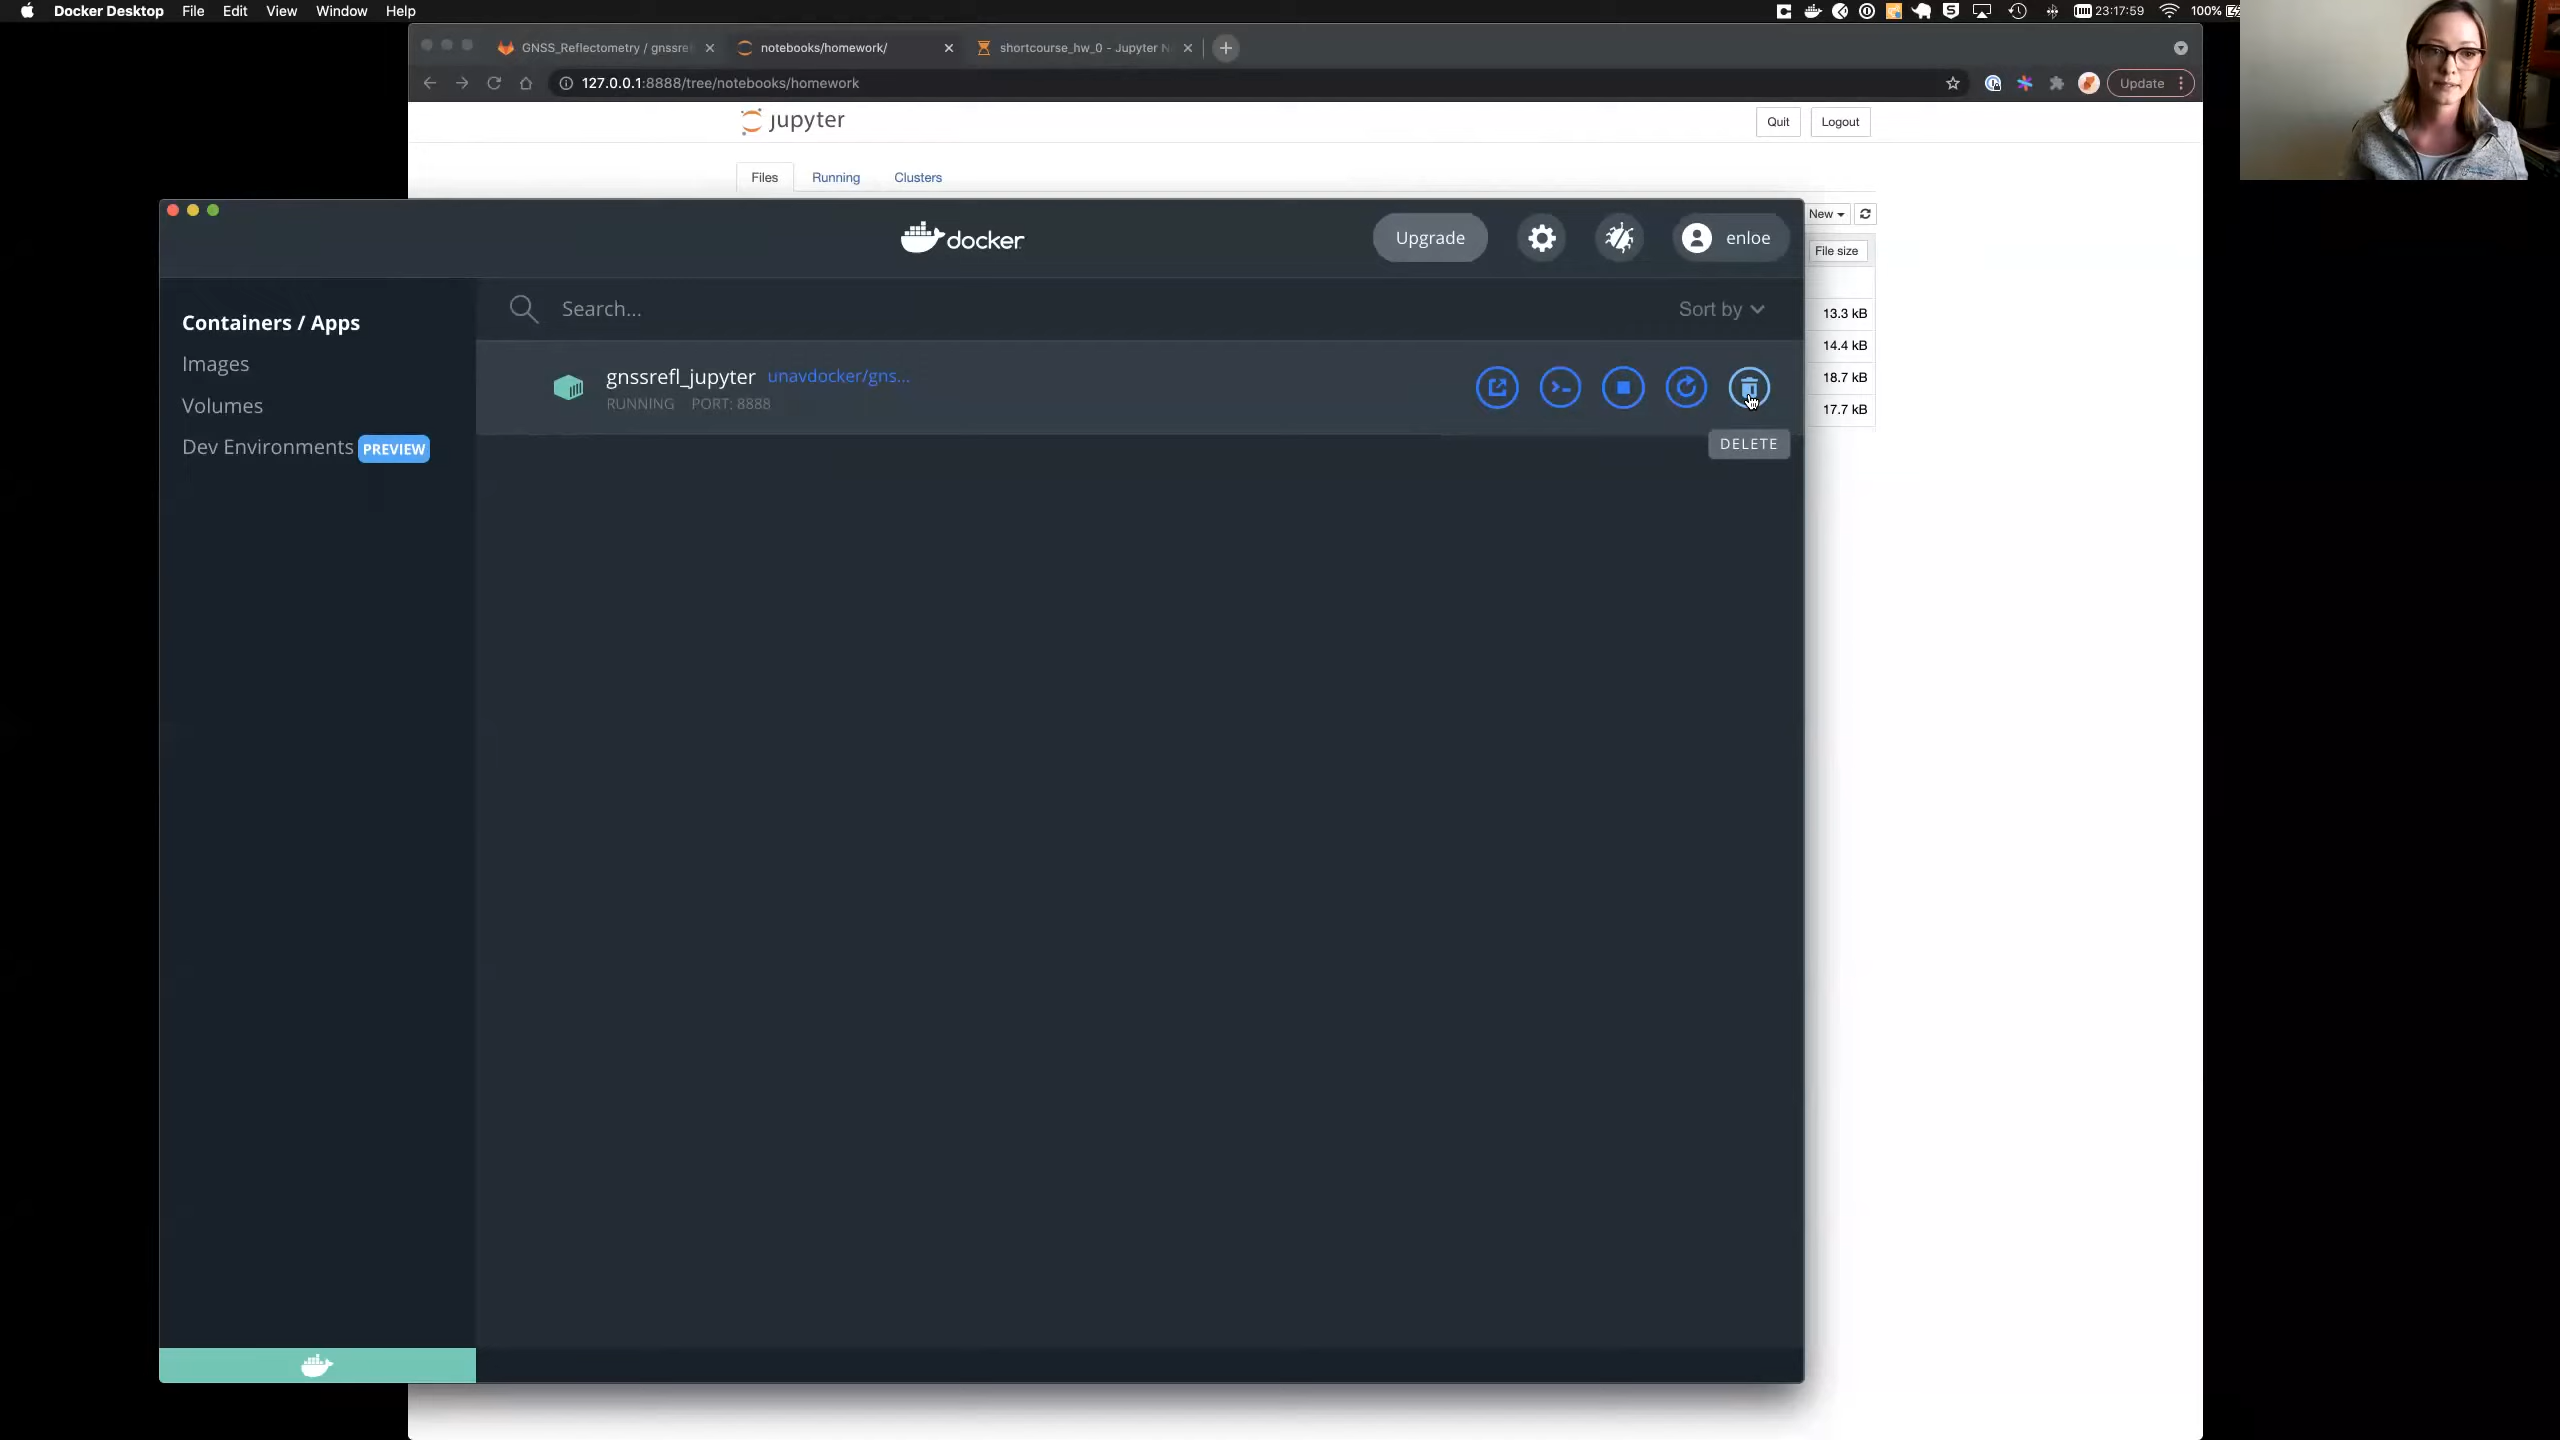 Docker Desktop File Edit View Window Help 23:17:59 100%
GNSS_Reflectometry / gnssref notebooks/homework/ shortcourse_hw_0 - Jupyter N
127.0.0.1:8888/tree/notebooks/homework Update
jupyter Quit Logout
Files Running Clusters
New
File size
13.3 kB
14.4 kB
18.7 kB
17.7 kB
docker Upgrade enloe
Containers / Apps
Images
Volumes
Dev Environments PREVIEW
Search... Sort by
gnssrefl_jupyter unavdocker/gns...
RUNNING PORT: 8888
DELETE